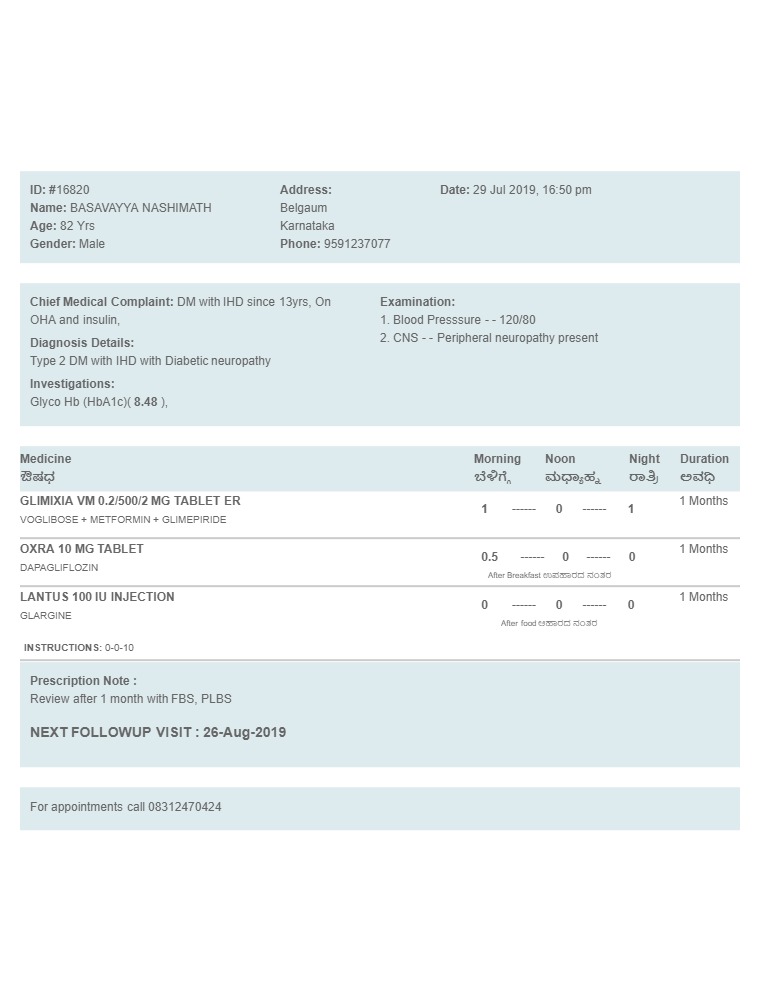 ID: #16820
Name: BASAVAYYA NASHIMATH
Age: 82 Yrs
Gender: Male
Address:
Belgaum
Karnataka
Phone: 9591237077
Date: 29 Jul 2019, 16:50 pm
Chief Medical Complaint: DM with IHD since 13yrs, On
OHA and insulin,
Diagnosis Details:
Type 2 DM with IHD with Diabetic neuropathy
Investigations:
Glyco Hb (HbA1c)( 8.48 ),
Examination:
1. Blood Presssure - - 120/80
2. CNS - - Peripheral neuropathy present
Medicine Morning Noon Night Duration
ಔಷಧ ಬೆಳಿಗ್ಗೆ ಮಧ್ಯಾಹ್ನ ರಾತ್ರಿ ಅವಧಿ
GLIMIXIA VM 0.2/500/2 MG TABLET ER 1 Months
1 ------ 0 ------ 1
VOGLIBOSE + METFORMIN + GLIMEPIRIDE
OXRA 10 MG TABLET 1 Months
0.5 ------ 0 ------ 0
DAPAGLIFLOZIN
After Breakfast ಉಪಹಾರದ ನಂತರ
LANTUS 100 IU INJECTION 1 Months
0 ------ 0 ------ 0
GLARGINE
After food ಆಹಾರದ ನಂತರ
INSTRUCTIONS: 0-0-10
Prescription Note :
Review after 1 month with FBS, PLBS
NEXT FOLLOWUP VISIT : 26-Aug-2019
For appointments call 08312470424